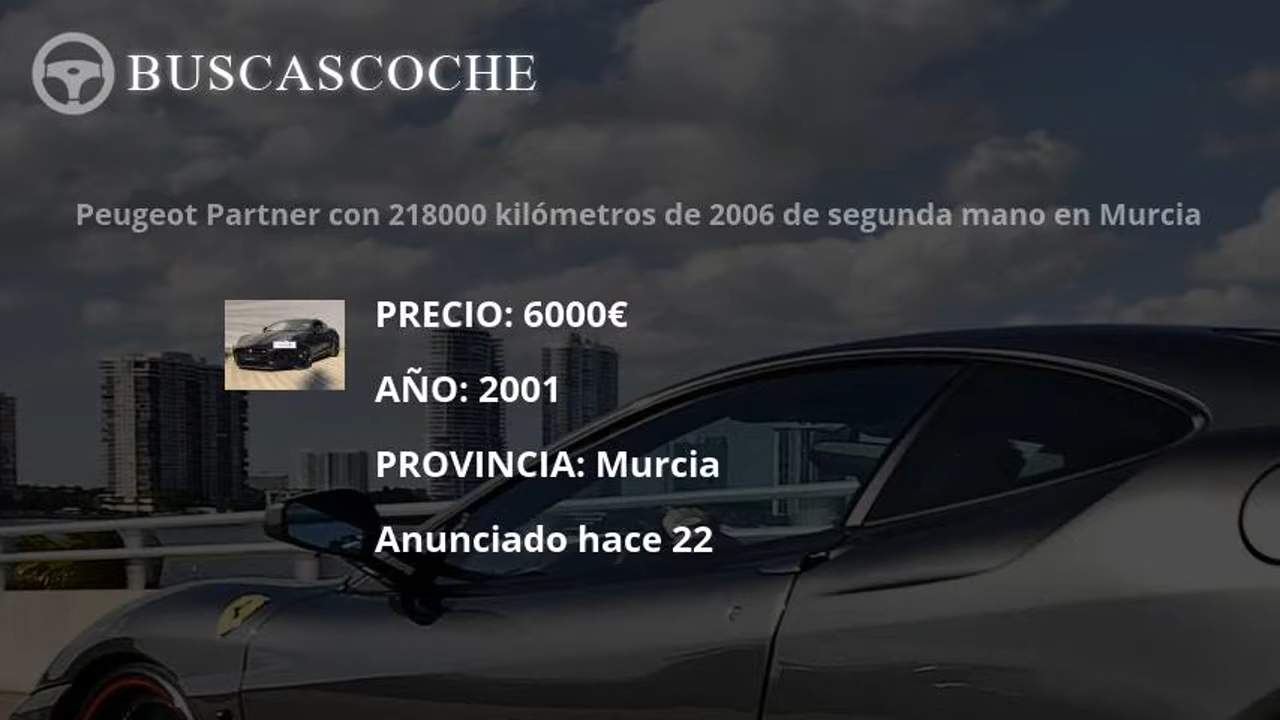 BUSCASCOCHE
Peugeot Partner con 218000 kilómetros de 2006 de segunda mano en Murcia
PRECIO: 6000€
AÑO: 2001
PROVINCIA: Murcia
Anunciado hace 22